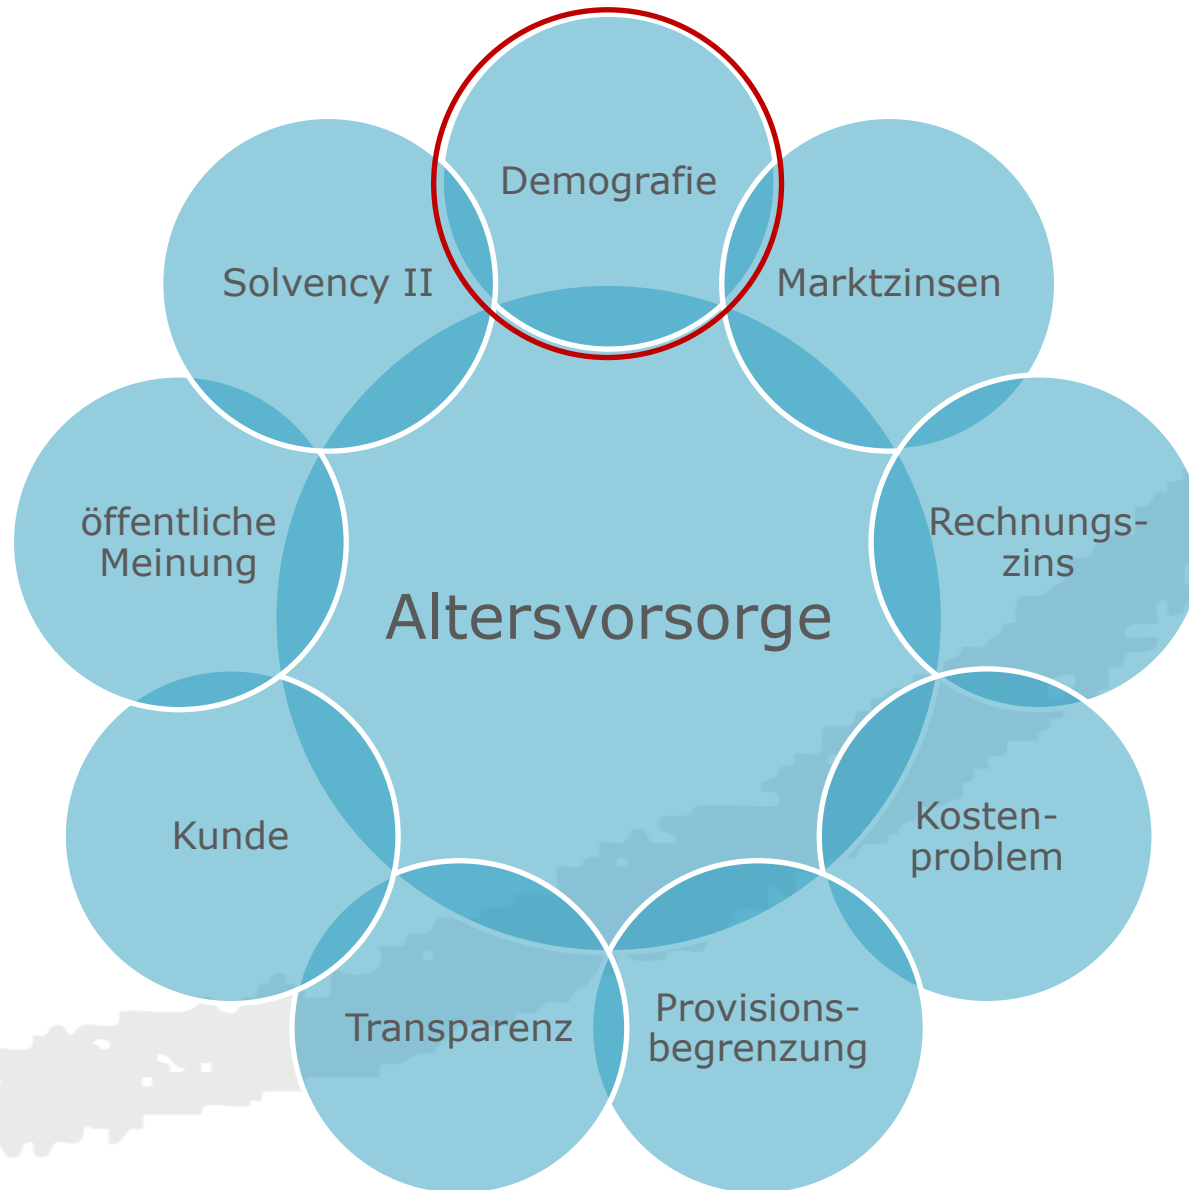 Demografie
Marktzinsen
Rechnungs-
zins
Kosten-
problem
Provisions-
begrenzung
Transparenz
Kunde
öffentliche
Meinung
Solvency II
Altersvorsorge